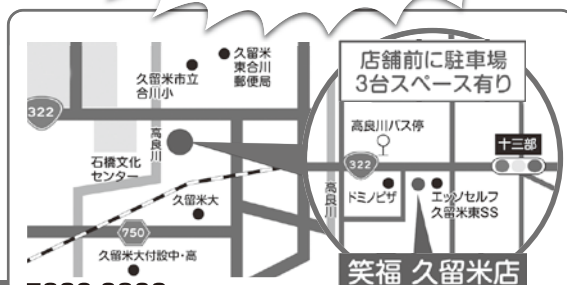 久留米
東合川
郵便局
久留米市立
合川小
322
高良川
石橋文化
センター
久留米大
750
久留米大付設中・高
店舗前に駐車場
3台スペース有り
高良川バス停
十三部
322
高良川
ドミノピザ
エッソセルフ
久留米東SS
笑福 久留米店